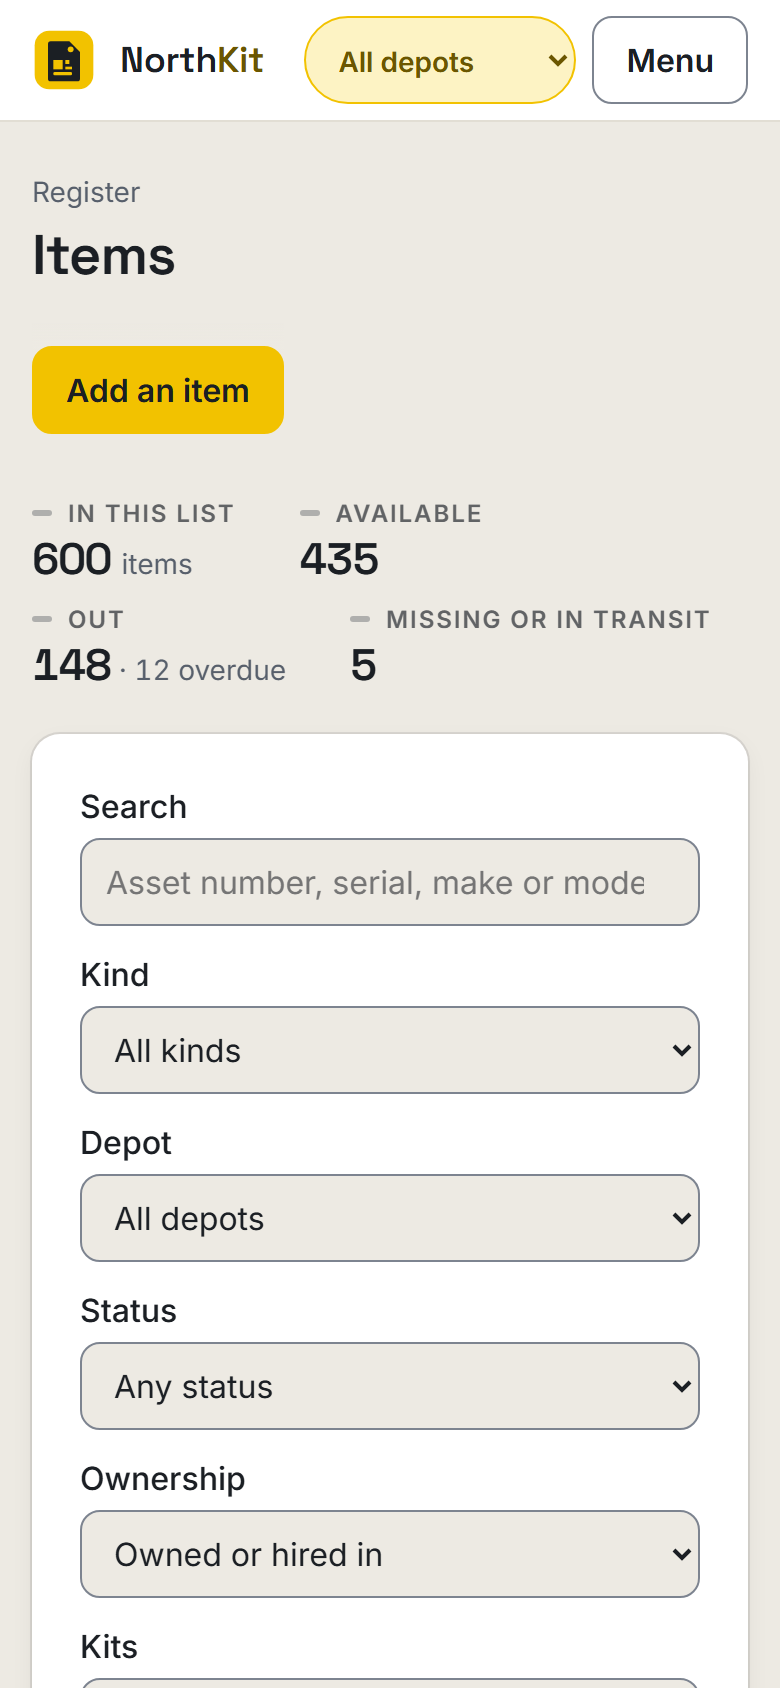 NorthKit
All depots
Menu
Register
Items
Add an item
IN THIS LIST
600 items
AVAILABLE
435
OUT
148 · 12 overdue
MISSING OR IN TRANSIT
5
Search
Asset number, serial, make or mode
Kind
All kinds
Depot
All depots
Status
Any status
Ownership
Owned or hired in
Kits